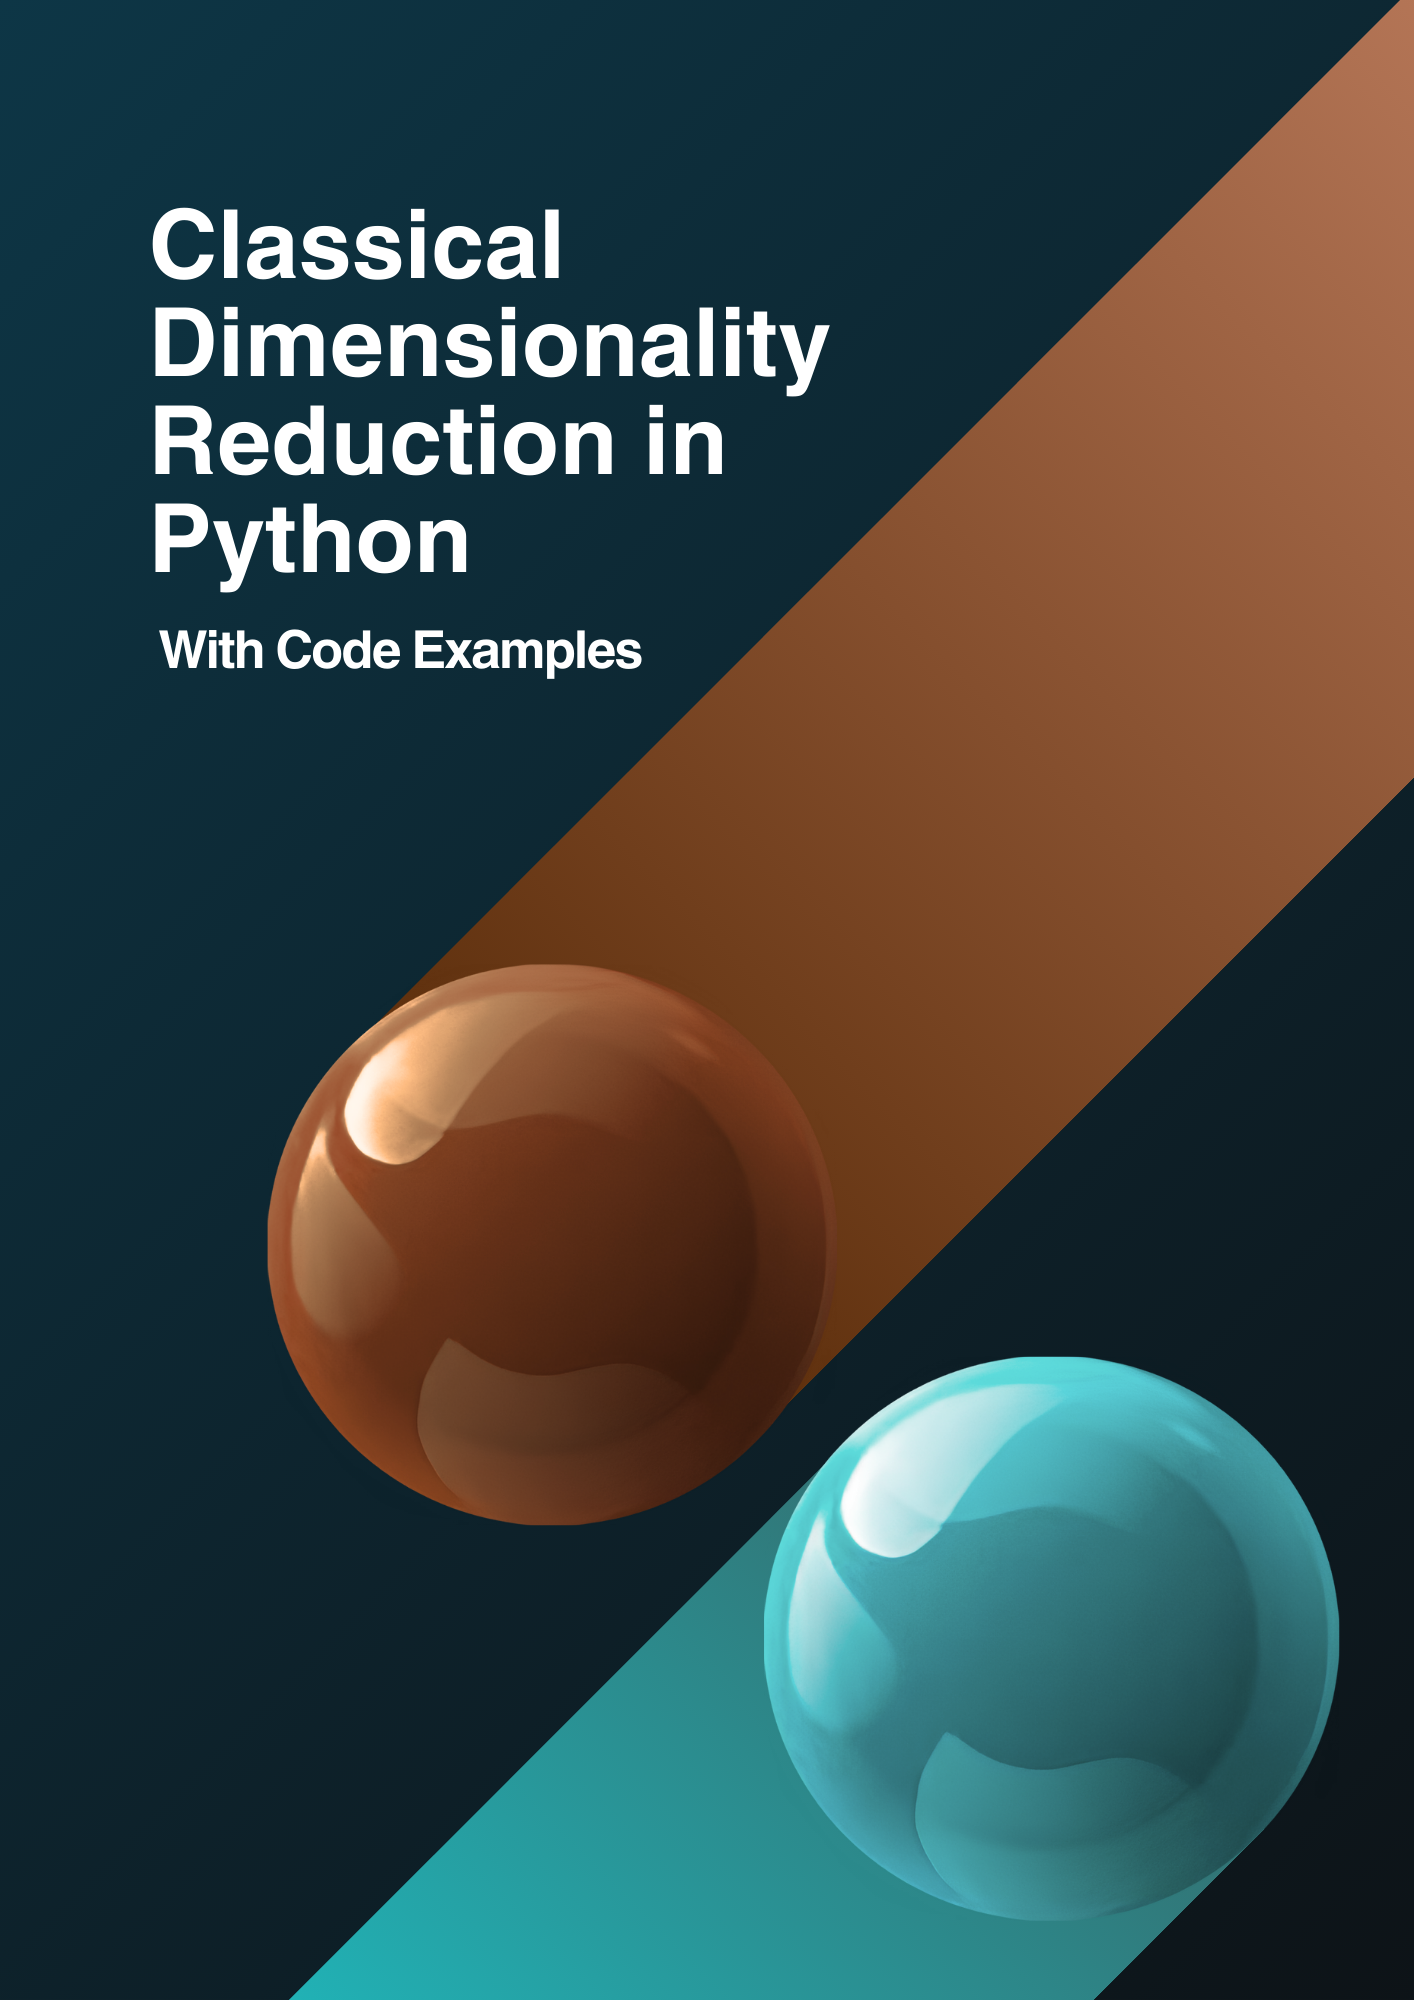 Classical
Dimensionality
Reduction in
Python
With Code Examples